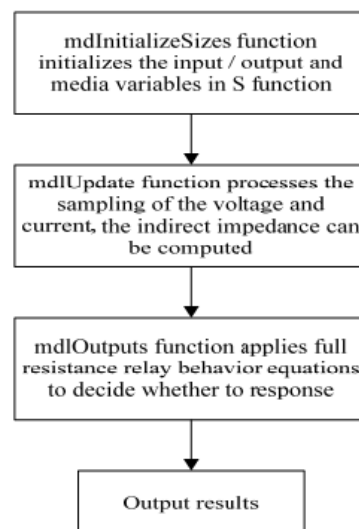 mdInitializeSizes function
initializes the input / output and
media variables in S function
mdlUpdate function processes the
sampling of the voltage and
current, the indirect impedance can
be computed
mdlOutputs function applies full
resistance relay behavior equations
to decide whether to response
Output results